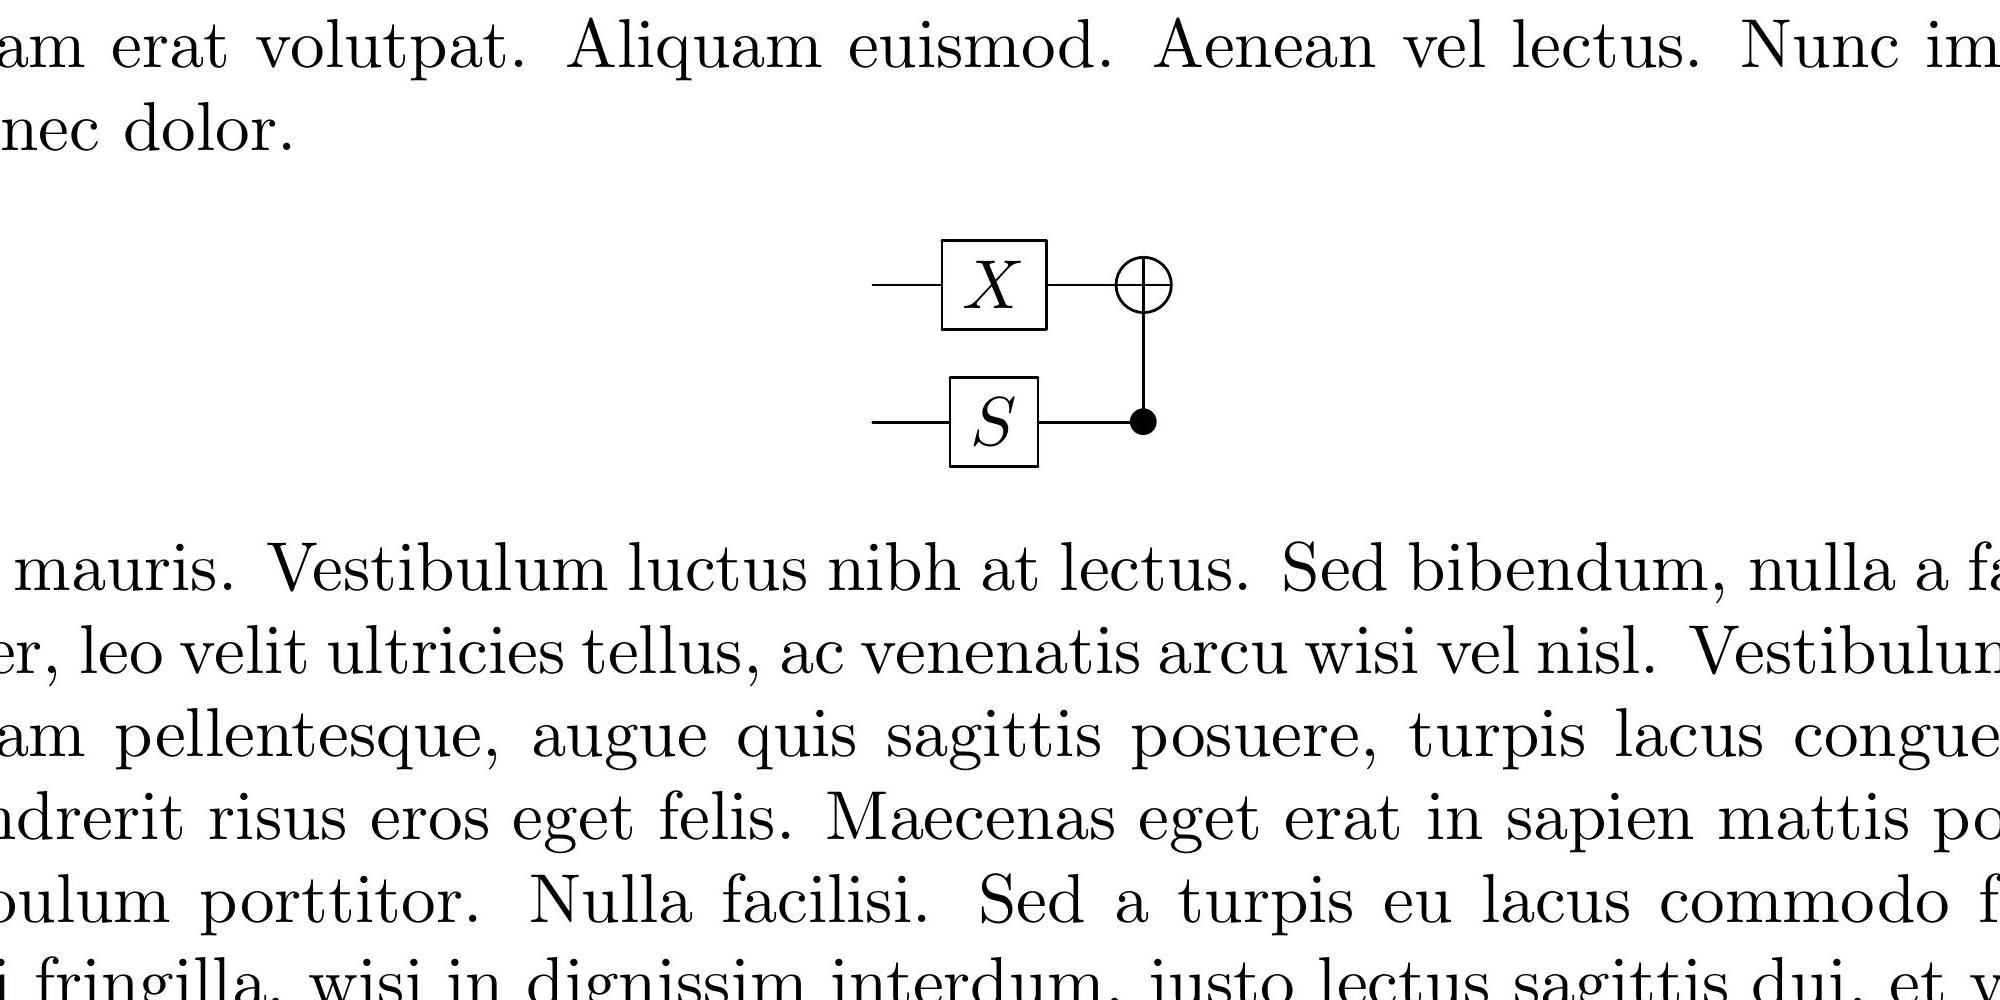 am erat volutpat. Aliquam euismod. Aenean vel lectus. Nunc im
nec dolor.
X
S
mauris. Vestibulum luctus nibh at lectus. Sed bibendum, nulla a fa
er, leo velit ultricies tellus, ac venenatis arcu wisi vel nisl. Vestibulum
am pellentesque, augue quis sagittis posuere, turpis lacus congue
ndrerit risus eros eget felis. Maecenas eget erat in sapien mattis po
bulum porttitor. Nulla facilisi. Sed a turpis eu lacus commodo f
i fringilla, wisi in dignissim interdum, justo lectus sagittis dui, et v